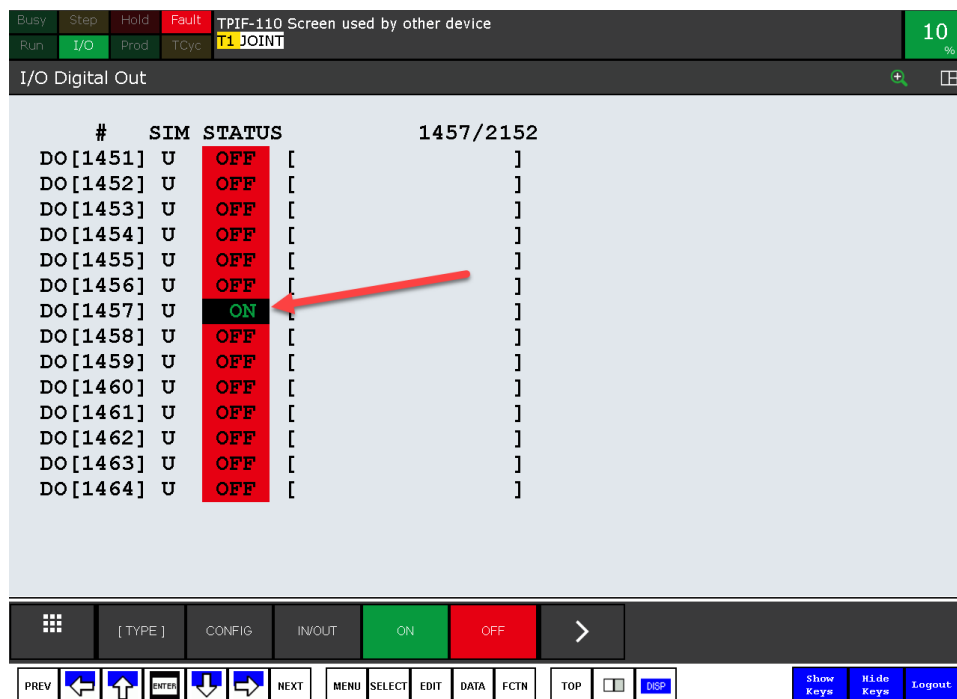 Busy Step Hold Fault TPIF-110 Screen used by other device
Run I/O Prod TCyc T1 JOINT 10 %
I/O Digital Out
# SIM STATUS 1457/2152
DO[1451] U OFF [ ]
DO[1452] U OFF [ ]
DO[1453] U OFF [ ]
DO[1454] U OFF [ ]
DO[1455] U OFF [ ]
DO[1456] U OFF [ ]
DO[1457] U ON [ ]
DO[1458] U OFF [ ]
DO[1459] U OFF [ ]
DO[1460] U OFF [ ]
DO[1461] U OFF [ ]
DO[1462] U OFF [ ]
DO[1463] U OFF [ ]
DO[1464] U OFF [ ]
[ TYPE ] CONFIG IN/OUT ON OFF >
PREV ENTER NEXT MENU SELECT EDIT DATA FCTN TOP DISP Show Keys Hide Keys Logout